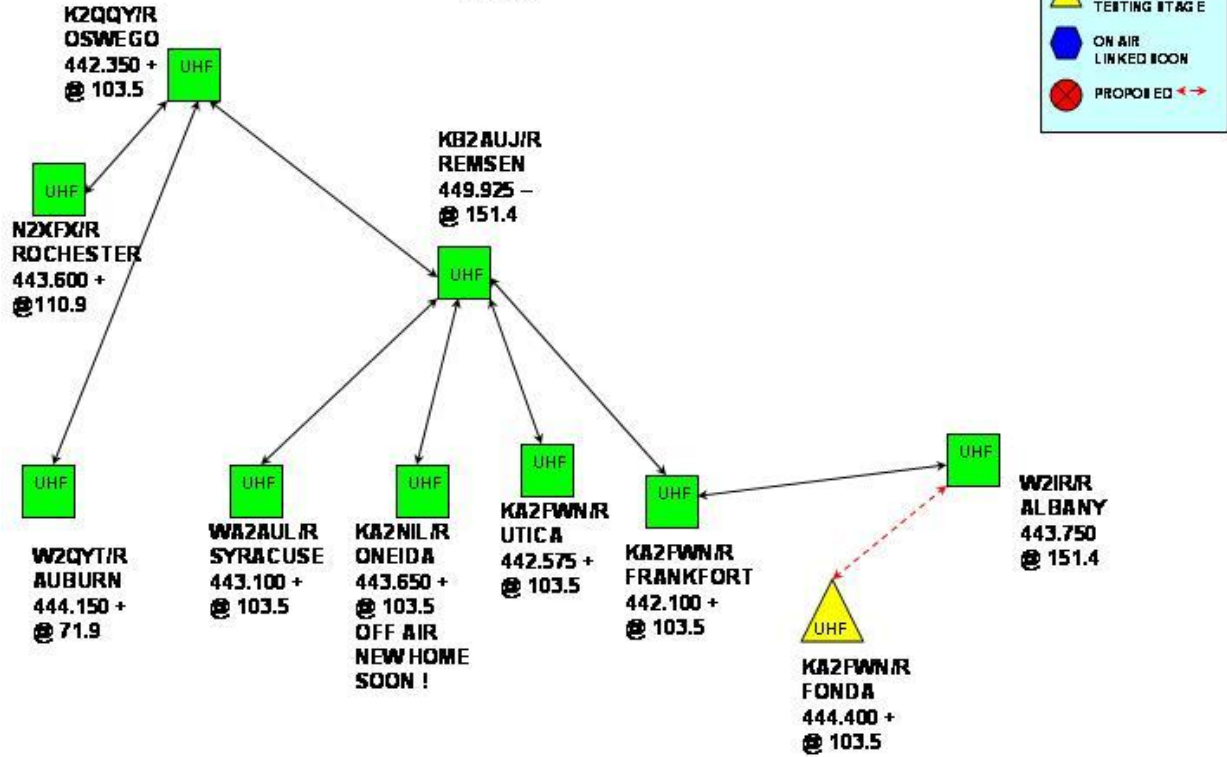 K2QQY/R
OSWEGO
442.350 +
@ 103.5
UHF
TESTING STAGE
ON AIR
LINKED SOON
PROPOSED
KB2AUJ/R
REMSEN
449.925 –
@ 151.4
UHF
UHF
N2XFX/R
ROCHESTER
443.600 +
@110.9
UHF
W2QYT/R
AUBURN
444.150 +
@ 71.9
UHF
WA2AUL/R
SYRACUSE
443.100 +
@ 103.5
UHF
KA2NIL/R
ONEIDA
443.650 +
@ 103.5
OFF AIR
NEW HOME
SOON !
UHF
KA2FWN/R
UTICA
442.575 +
@ 103.5
UHF
KA2FWN/R
FRANKFORT
442.100 +
@ 103.5
UHF
W2IR/R
ALBANY
443.750
@ 151.4
UHF
KA2FWN/R
FONDA
444.400 +
@ 103.5